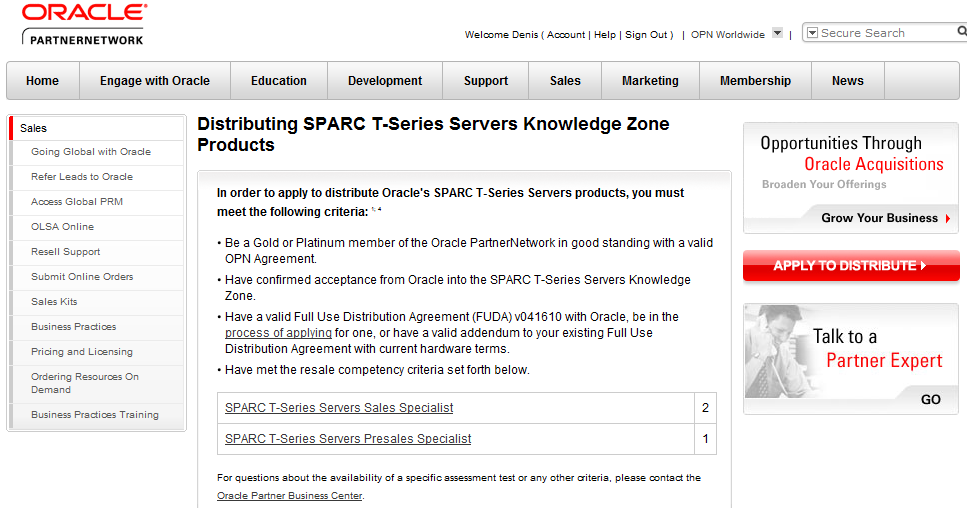 ORACLE®
PARTNERNETWORK
Welcome Denis ( Account | Help | Sign Out ) | OPN Worldwide |
Secure Search
Home Engage with Oracle Education Development Support Sales Marketing Membership News
Sales
Going Global with Oracle
Refer Leads to Oracle
Access Global PRM
OLSA Online
Resell Support
Submit Online Orders
Sales Kits
Business Practices
Pricing and Licensing
Ordering Resources On
Demand
Business Practices Training
Distributing SPARC T-Series Servers Knowledge Zone
Products
In order to apply to distribute Oracle's SPARC T-Series Servers products, you must
meet the following criteria:
• Be a Gold or Platinum member of the Oracle PartnerNetwork in good standing with a valid
OPN Agreement.
• Have confirmed acceptance from Oracle into the SPARC T-Series Servers Knowledge
Zone.
• Have a valid Full Use Distribution Agreement (FUDA) v041610 with Oracle, be in the
process of applying for one, or have a valid addendum to your existing Full Use
Distribution Agreement with current hardware terms.
• Have met the resale competency criteria set forth below.
SPARC T-Series Servers Sales Specialist 2
SPARC T-Series Servers Presales Specialist 1
For questions about the availability of a specific assessment test or any other criteria, please contact the
Oracle Partner Business Center.
Opportunities Through
Oracle Acquisitions
Broaden Your Offerings
Grow Your Business
APPLY TO DISTRIBUTE
Talk to a
Partner Expert
GO